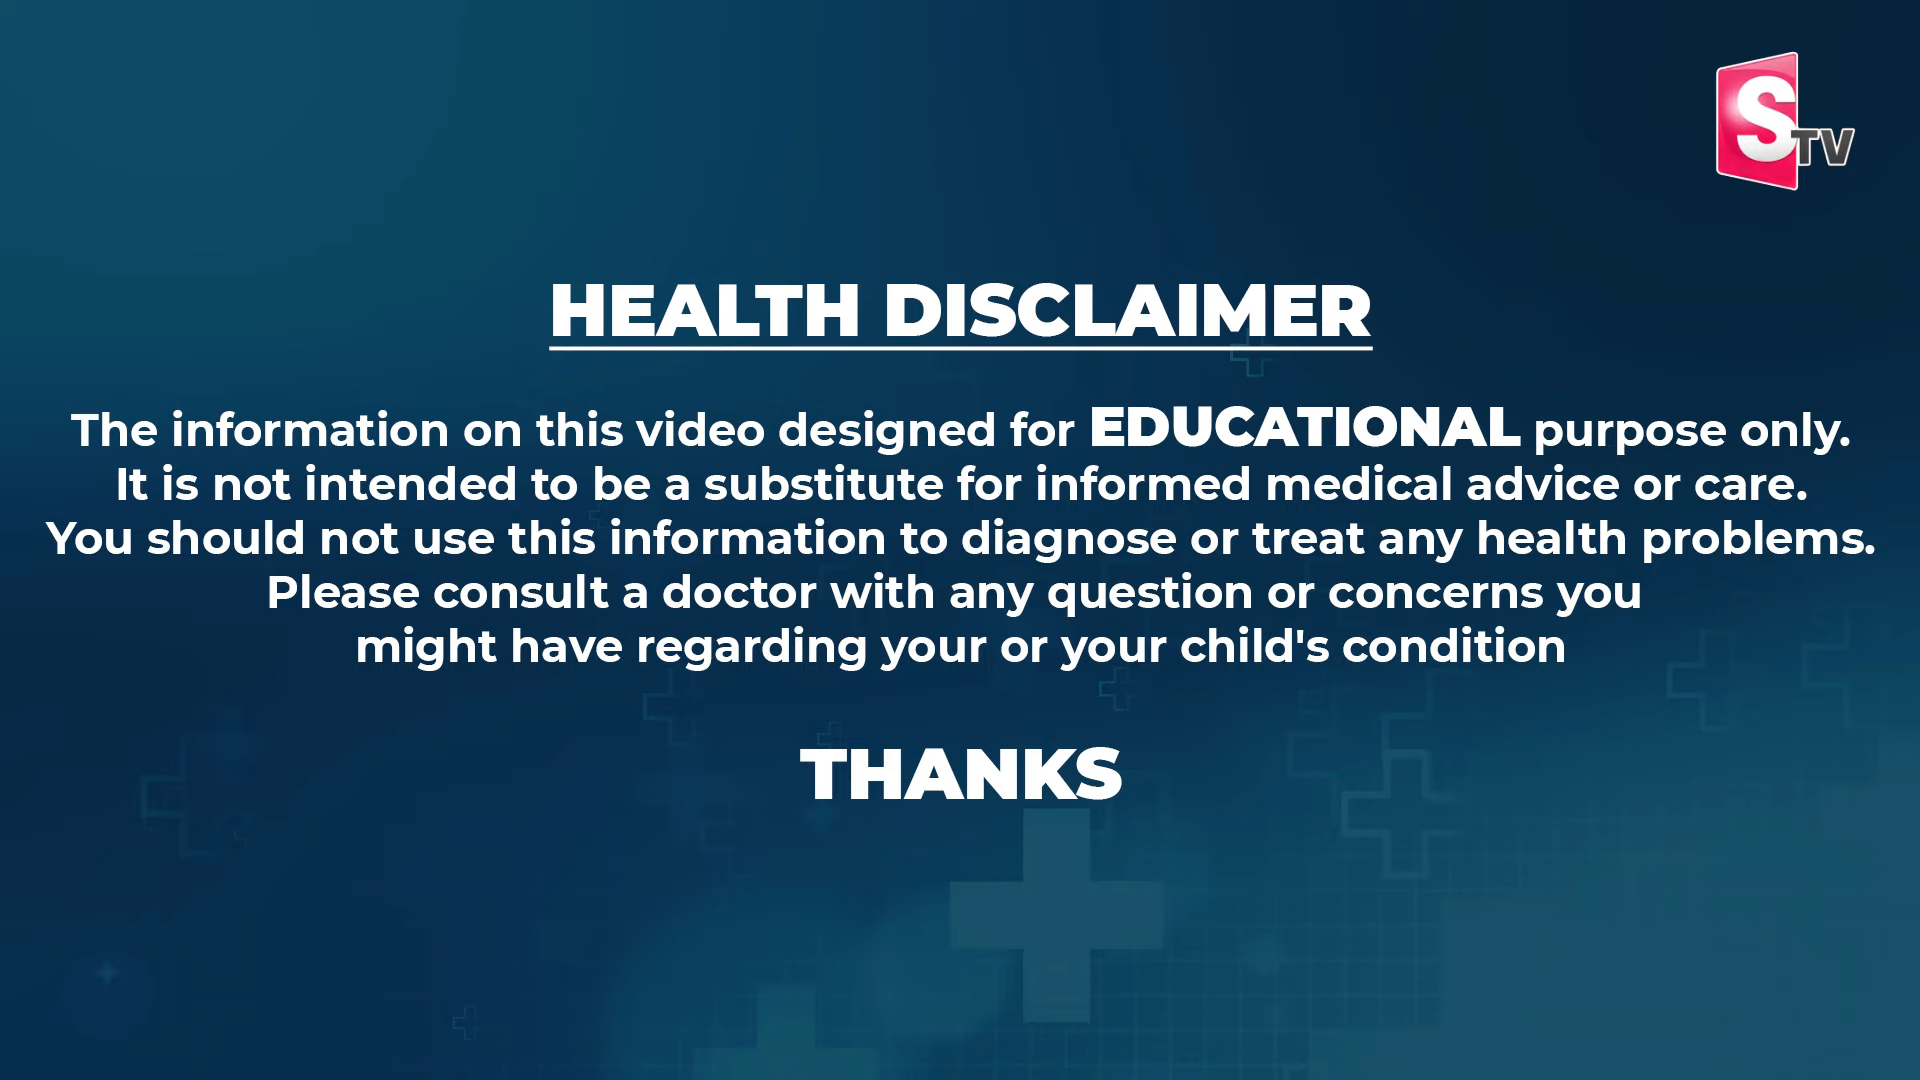 STV
HEALTH DISCLAIMER
The information on this video designed for EDUCATIONAL purpose only.
It is not intended to be a substitute for informed medical advice or care.
You should not use this information to diagnose or treat any health problems.
Please consult a doctor with any question or concerns you
might have regarding your or your child's condition
THANKS